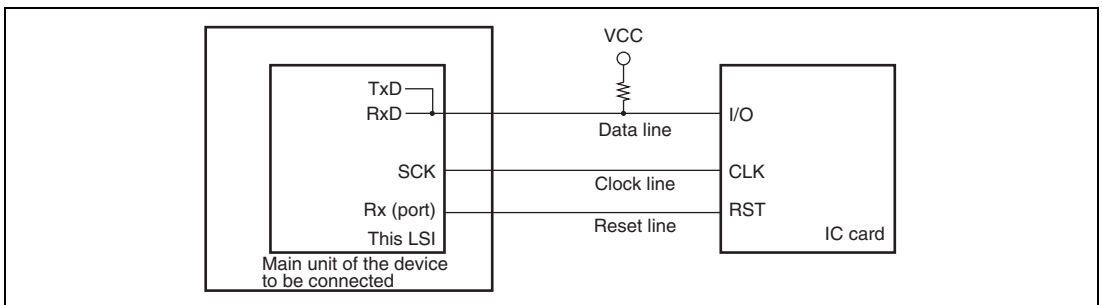 VCC
TxD
RxD
I/O
Data line
SCK
CLK
Clock line
Rx (port)
RST
Reset line
This LSI
IC card
Main unit of the device
to be connected